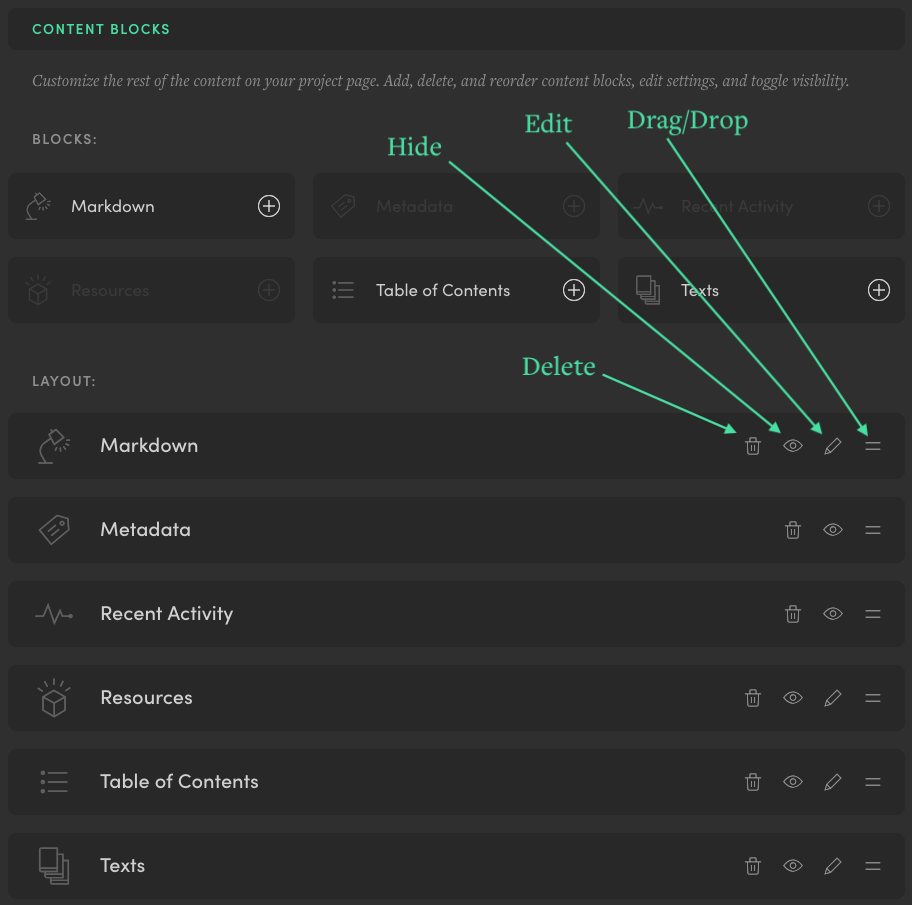 CONTENT BLOCKS
Customize the rest of the content on your project page. Add, delete, and reorder content blocks, edit settings, and toggle visibility.
Hide
Edit
Drag/Drop
BLOCKS:
Markdown
Metadata
Recent Activity
Resources
Table of Contents
Texts
Delete
LAYOUT:
Markdown
Metadata
Recent Activity
Resources
Table of Contents
Texts